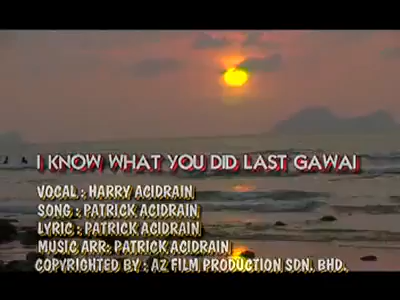 I KNOW WHAT YOU DID LAST GAWAI
VOCAL : HARRY ACIDRAIN
SONG : PATRICK ACIDRAIN
LYRIC : PATRICK ACIDRAIN
MUSIC ARR: PATRICK ACIDRAIN
COPYRIGHTED BY : AZ FILM PRODUCTION SDN. BHD.